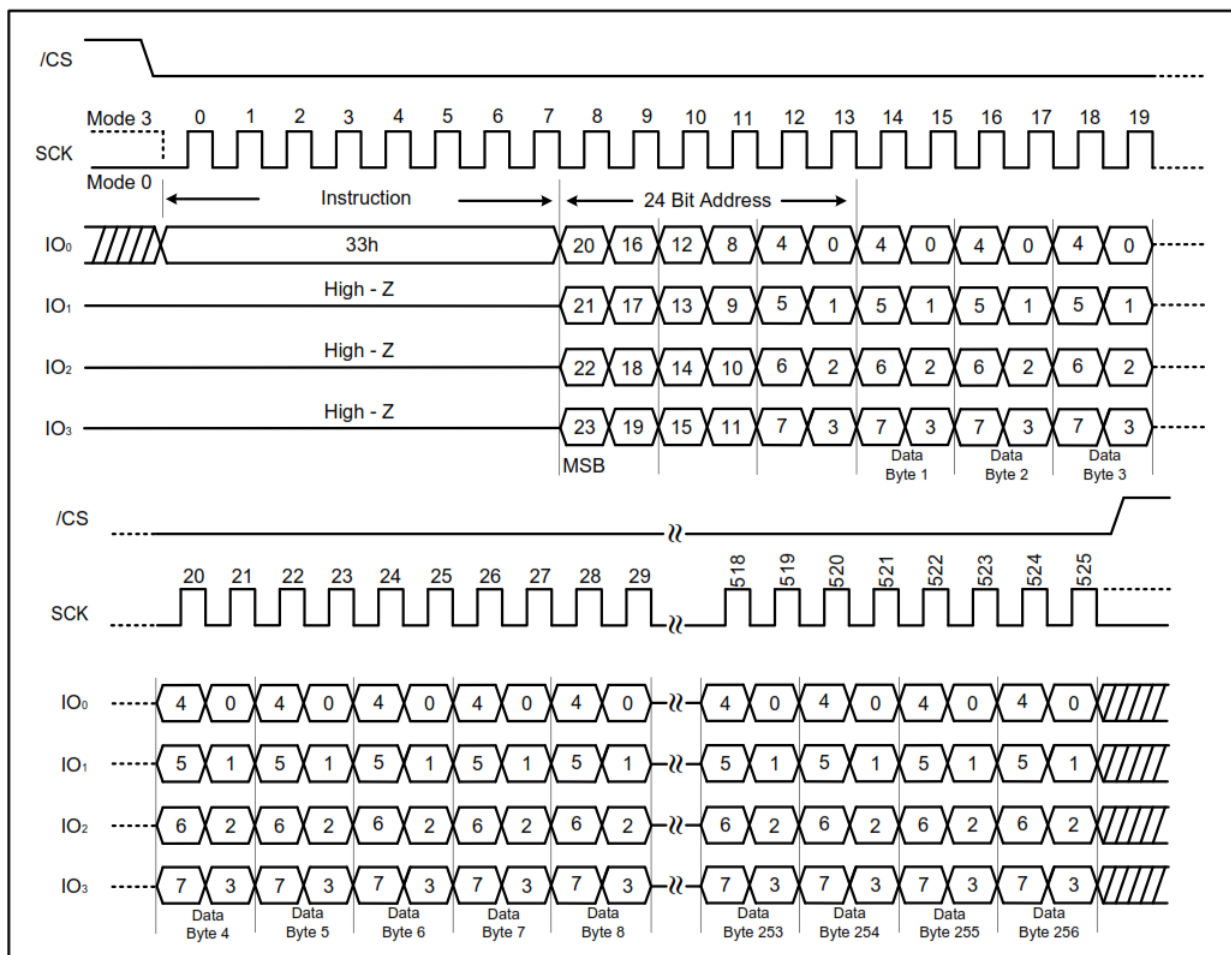 /CS
Mode 3 0 1 2 3 4 5 6 7 8 9 10 11 12 13 14 15 16 17 18 19
SCK
Mode 0
Instruction 24 Bit Address
IO₀ 33h 20 16 12 8 4 0 4 0 4 0 4 0
High - Z
IO₁ 21 17 13 9 5 1 5 1 5 1 5 1
High - Z
IO₂ 22 18 14 10 6 2 6 2 6 2 6 2
High - Z
IO₃ 23 19 15 11 7 3 7 3 7 3 7 3
MSB Data Data Data
Byte 1 Byte 2 Byte 3
/CS
20 21 22 23 24 25 26 27 28 29 518 519 520 521 522 523 524 525
SCK
IO₀ 4 0 4 0 4 0 4 0 4 0 4 0 4 0 4 0 4 0
IO₁ 5 1 5 1 5 1 5 1 5 1 5 1 5 1 5 1 5 1
IO₂ 6 2 6 2 6 2 6 2 6 2 6 2 6 2 6 2 6 2
IO₃ 7 3 7 3 7 3 7 3 7 3 7 3 7 3 7 3 7 3
Data Data Data Data Data Data Data Data Data
Byte 4 Byte 5 Byte 6 Byte 7 Byte 8 Byte 253 Byte 254 Byte 255 Byte 256